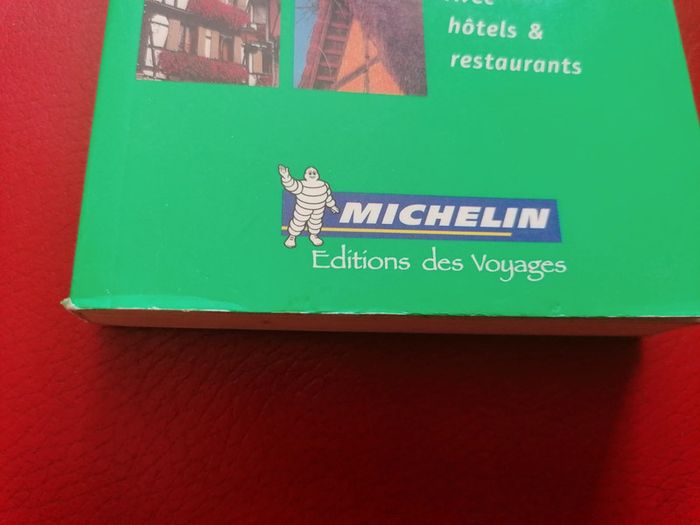 hôtels &
restaurants
MICHELIN
Editions des Voyages